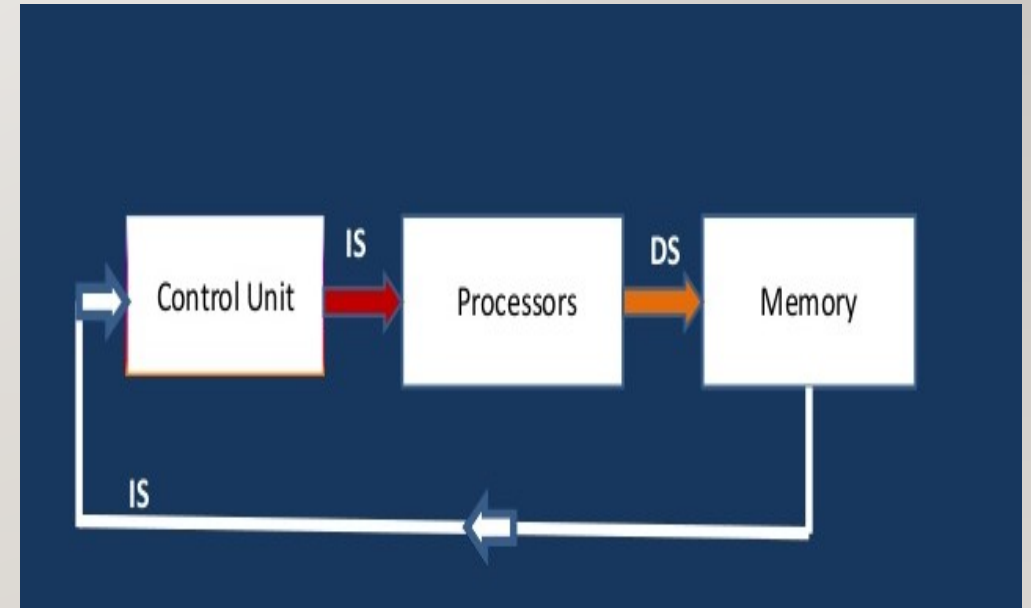 IS
DS
Control Unit
Processors
Memory
IS